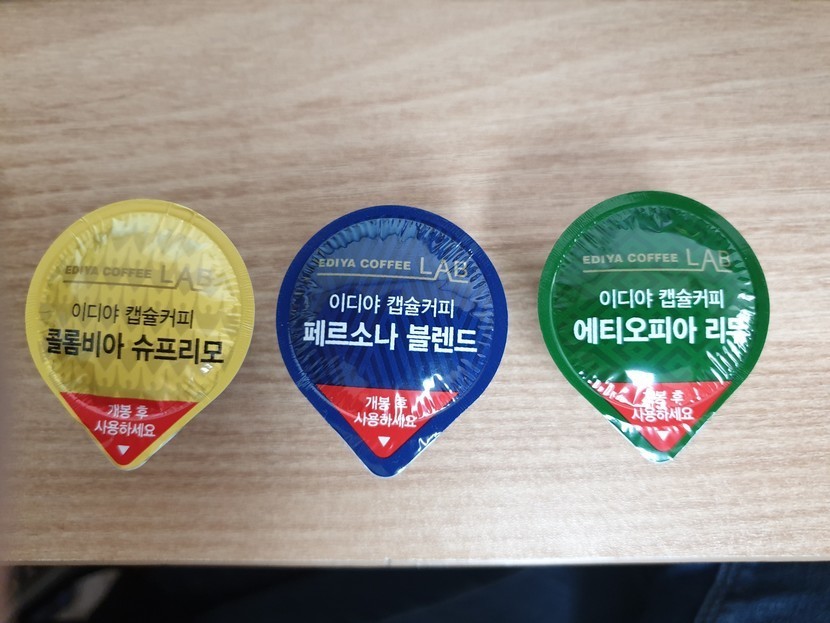 EDIYA COFFEE LAB
이디야 캡슐커피
콜롬비아 슈프리모
개봉 후
사용하세요
EDIYA COFFEE LAB
이디야 캡슐커피
페르소나 블렌드
개봉 후
사용하세요
EDIYA COFFEE LAB
이디야 캡슐커피
에티오피아 리무
개봉 후
사용하세요